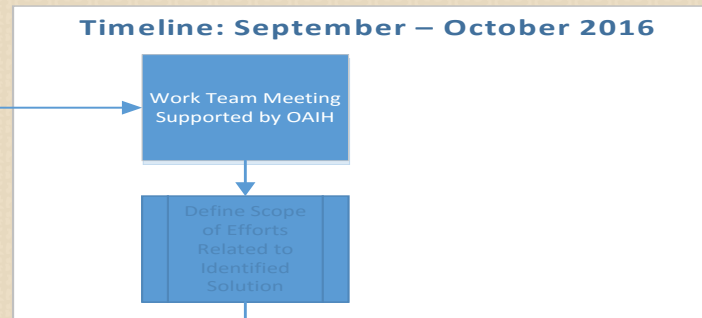 Timeline: September – October 2016
Work Team Meeting
Supported by OAIH
Define Scope
of Efforts
Related to
Identified
Solution